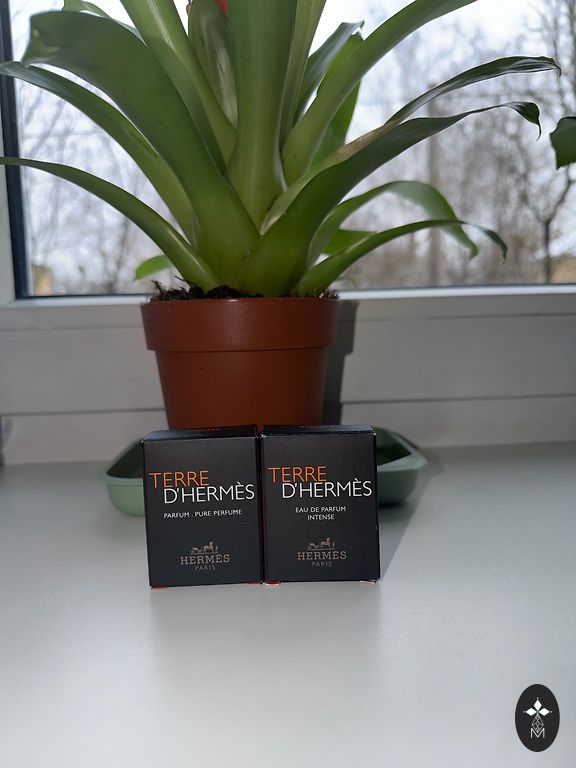 TERRE
D'HERMÈS
PARFUM . PURE PERFUME
HERMÈS
PARIS
TERRE
D'HERMÈS
EAU DE PARFUM
INTENSE
HERMÈS
PARIS
M